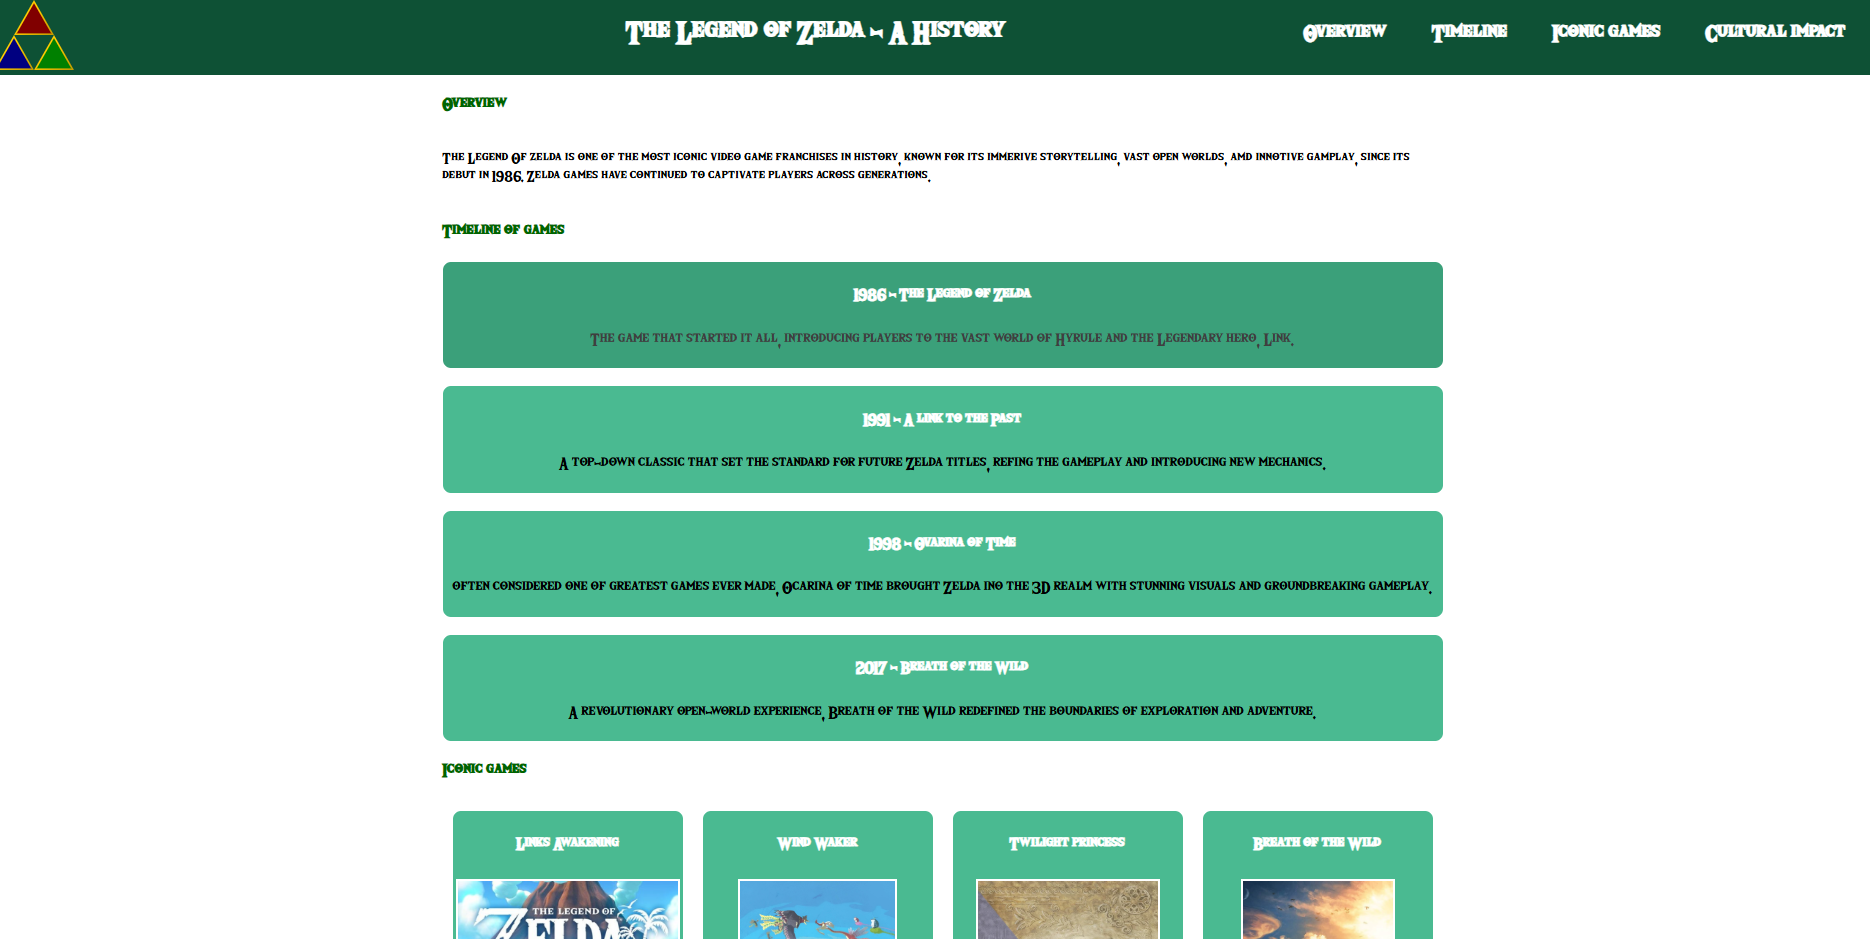 The Legend of Zelda - A History
Overview
Timeline
Iconic games
Cultural impact
Overview
The Legend Of zelda is one of the most iconic video game franchises in history, known for its immerive storytelling, vast open worlds, amd innotive gamplay, since its
debut in 1986. Zelda games have continued to captivate players across generations.
Timeline of games
1986 - The Legend of Zelda
The game that started it all, introducing players to the vast world of Hyrule and the Legendary hero, Link.
1991 - A link to the Past
A top-down classic that set the standard for future Zelda titles, refing the gameplay and introducing new mechanics.
1998 - Ovarina of Time
often considered one of greatest games ever made, Ocarina of time brought Zelda ino the 3D realm with stunning visuals and groundbreaking gameplay.
2017 - Breath of the Wild
A revolutionary open-world experience, Breath of the Wild redefined the boundaries of exploration and adventure.
Iconic games
Links Awakening
Wind Waker
Twilight princess
Breath of the Wild
THE LEGEND OF
ZELDA